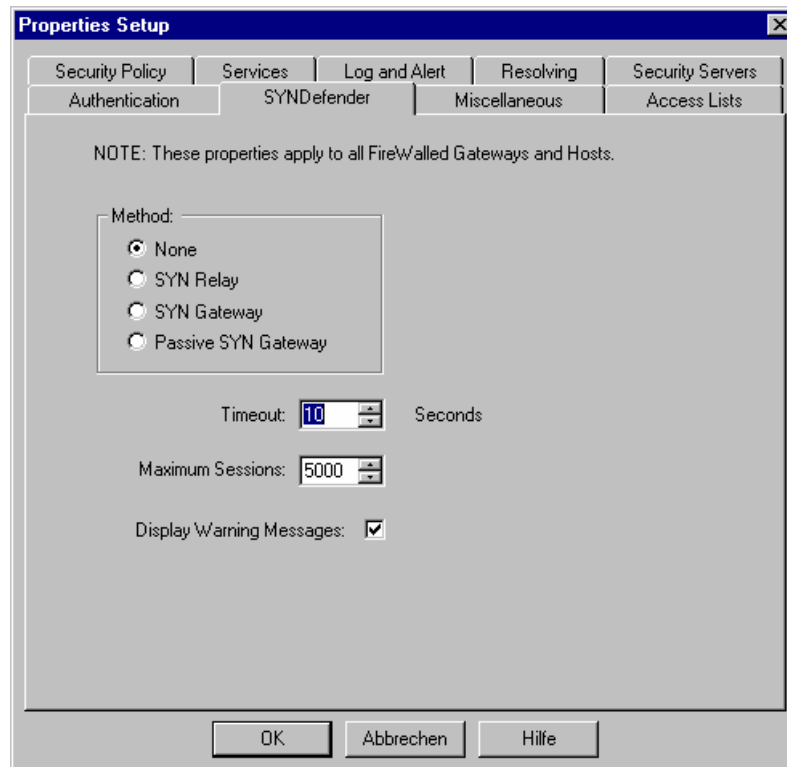 Properties Setup
Security Policy Services Log and Alert Resolving Security Servers
Authentication SYNDefender Miscellaneous Access Lists
NOTE: These properties apply to all FireWalled Gateways and Hosts.
Method:
None
SYN Relay
SYN Gateway
Passive SYN Gateway
Timeout: 10 Seconds
Maximum Sessions: 5000
Display Warning Messages:
OK Abbrechen Hilfe